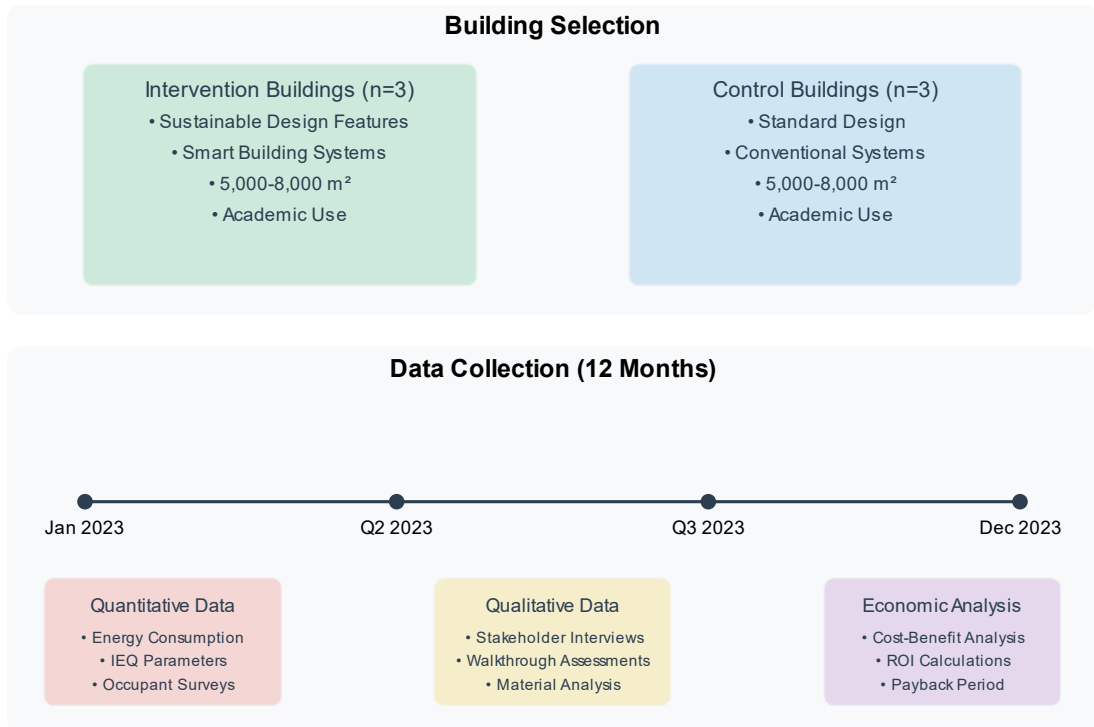 Building Selection
Intervention Buildings (n=3)
• Sustainable Design Features
• Smart Building Systems
• 5,000-8,000 m²
• Academic Use
Control Buildings (n=3)
• Standard Design
• Conventional Systems
• 5,000-8,000 m²
• Academic Use
Data Collection (12 Months)
Jan 2023
Q2 2023
Q3 2023
Dec 2023
Quantitative Data
• Energy Consumption
• IEQ Parameters
• Occupant Surveys
Qualitative Data
• Stakeholder Interviews
• Walkthrough Assessments
• Material Analysis
Economic Analysis
• Cost-Benefit Analysis
• ROI Calculations
• Payback Period